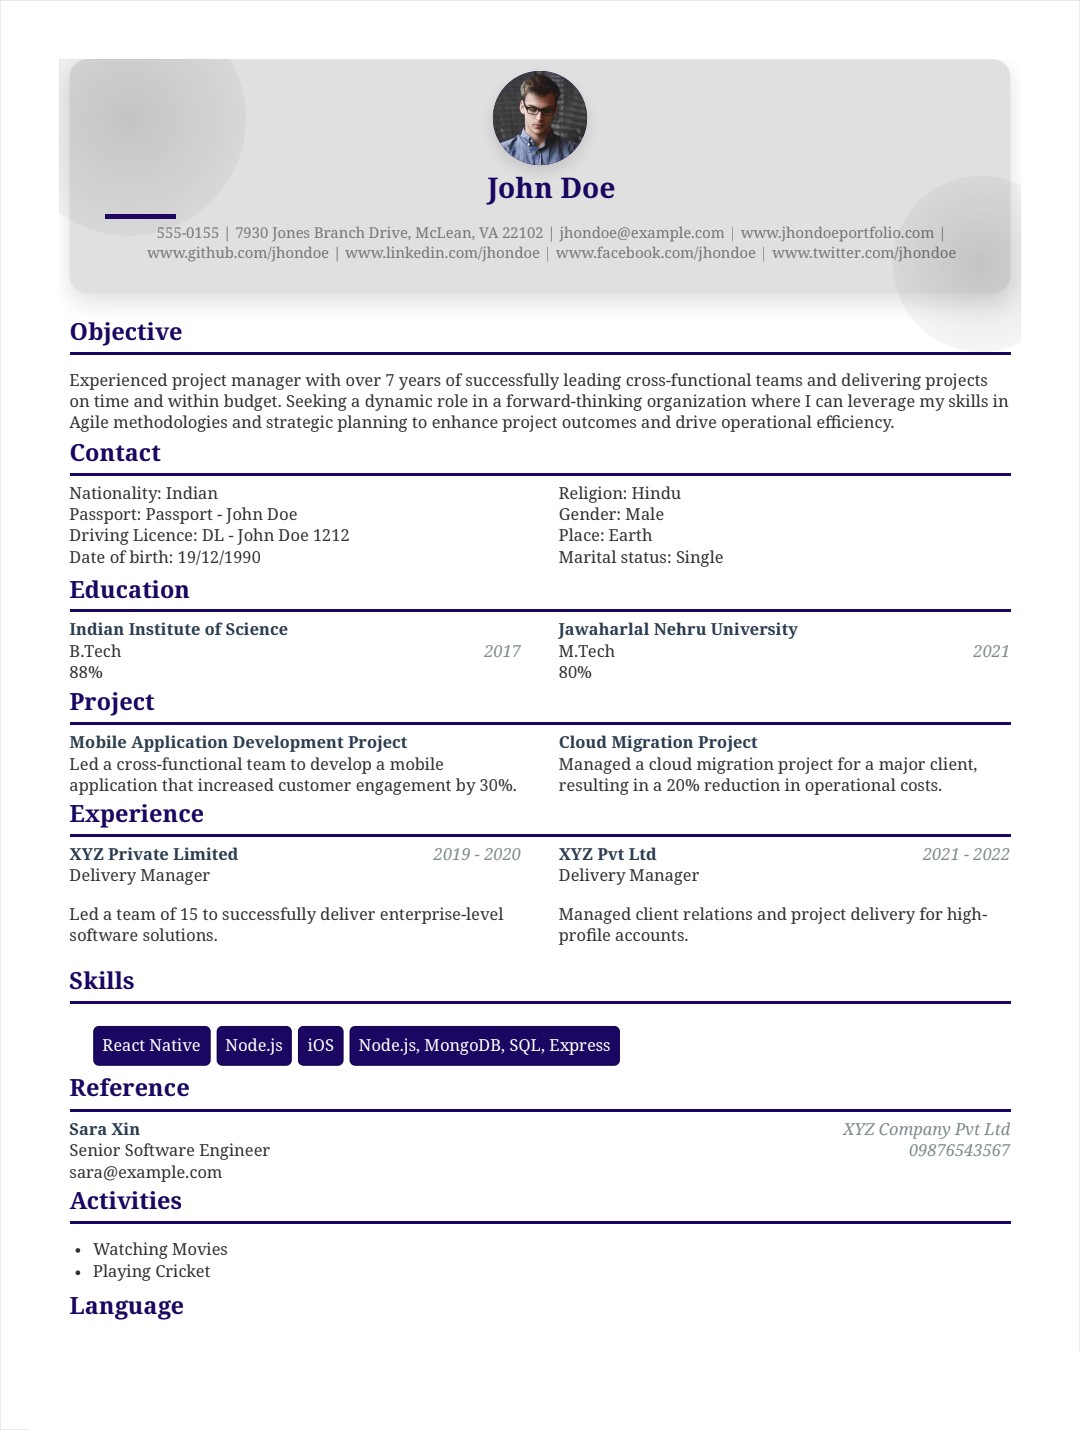 John Doe
555-0155 | 7930 Jones Branch Drive, McLean, VA 22102 | jhondoe@example.com | www.jhondoeportfolio.com |
www.github.com/jhondoe | www.linkedin.com/jhondoe | www.facebook.com/jhondoe | www.twitter.com/jhondoe
Objective
Experienced project manager with over 7 years of successfully leading cross-functional teams and delivering projects
on time and within budget. Seeking a dynamic role in a forward-thinking organization where I can leverage my skills in
Agile methodologies and strategic planning to enhance project outcomes and drive operational efficiency.
Contact
Nationality: Indian
Passport: Passport - John Doe
Driving Licence: DL - John Doe 1212
Date of birth: 19/12/1990
Religion: Hindu
Gender: Male
Place: Earth
Marital status: Single
Education
Indian Institute of Science
B.Tech 2017
88%
Jawaharlal Nehru University
M.Tech 2021
80%
Project
Mobile Application Development Project
Led a cross-functional team to develop a mobile
application that increased customer engagement by 30%.
Cloud Migration Project
Managed a cloud migration project for a major client,
resulting in a 20% reduction in operational costs.
Experience
XYZ Private Limited 2019 - 2020
Delivery Manager
Led a team of 15 to successfully deliver enterprise-level
software solutions.
XYZ Pvt Ltd 2021 - 2022
Delivery Manager
Managed client relations and project delivery for high-
profile accounts.
Skills
React Native Node.js iOS Node.js, MongoDB, SQL, Express
Reference
Sara Xin XYZ Company Pvt Ltd
Senior Software Engineer 09876543567
sara@example.com
Activities
• Watching Movies
• Playing Cricket
Language